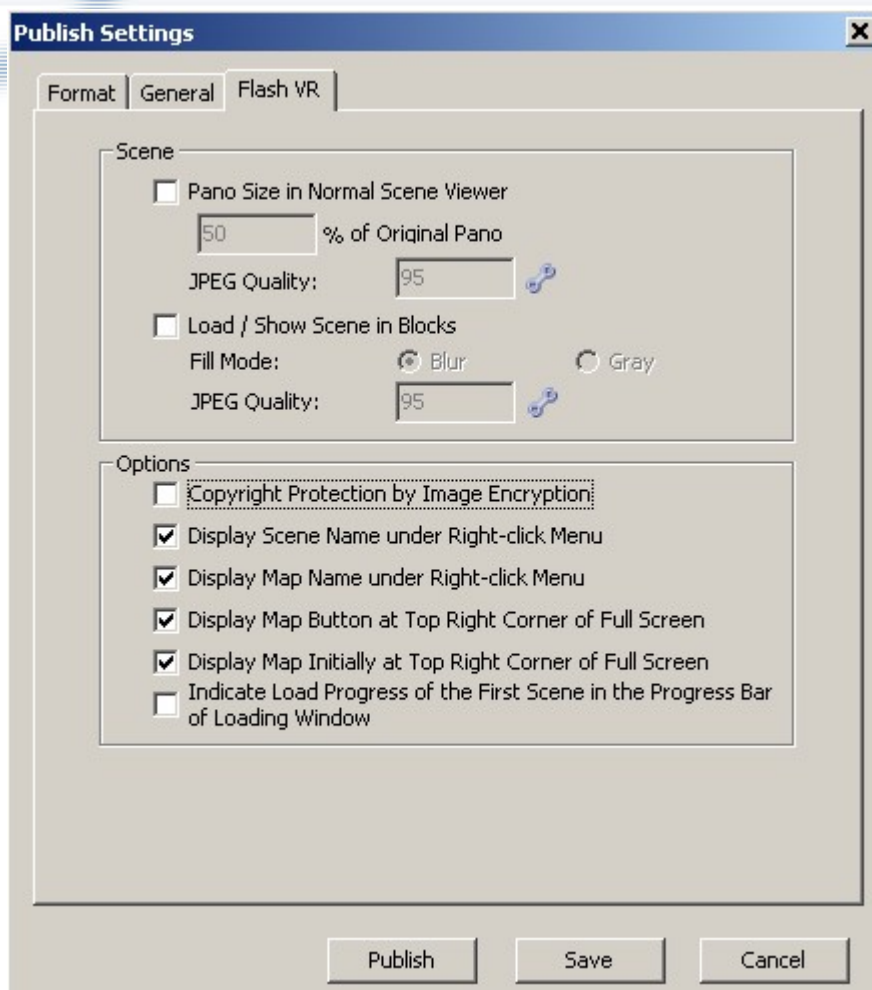 Publish Settings
Format General Flash VR
Scene
Pano Size in Normal Scene Viewer
50 % of Original Pano
JPEG Quality: 95
Load / Show Scene in Blocks
Fill Mode: Blur Gray
JPEG Quality: 95
Options
Copyright Protection by Image Encryption
Display Scene Name under Right-click Menu
Display Map Name under Right-click Menu
Display Map Button at Top Right Corner of Full Screen
Display Map Initially at Top Right Corner of Full Screen
Indicate Load Progress of the First Scene in the Progress Bar
of Loading Window
Publish Save Cancel